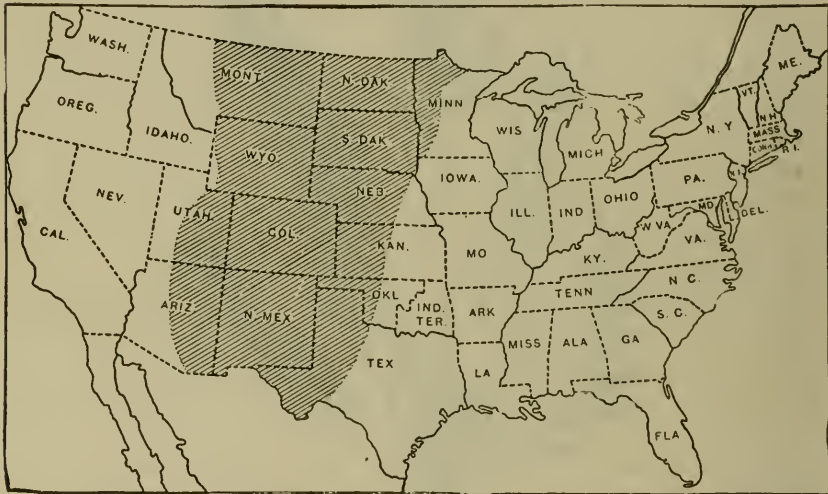 WASH.
MONT.
N. DAK
MINN
ME.
OREG.
IDAHO.
S. DAK
WIS
VT.
N. H.
N. Y
MASS
CONN.
R. I.
WYO.
MICH
NEB.
IOWA.
PA.
N. J.
NEV.
UTAH.
COL.
ILL.
IND
OHIO
MD.
DEL.
CAL.
KAN.
MO
W VA.
VA.
KY.
ARIZ.
N. MEX
OKL
IND.
TER.
ARK
TENN
N C.
S. C.
TEX
LA
MISS
ALA
GA
FLA